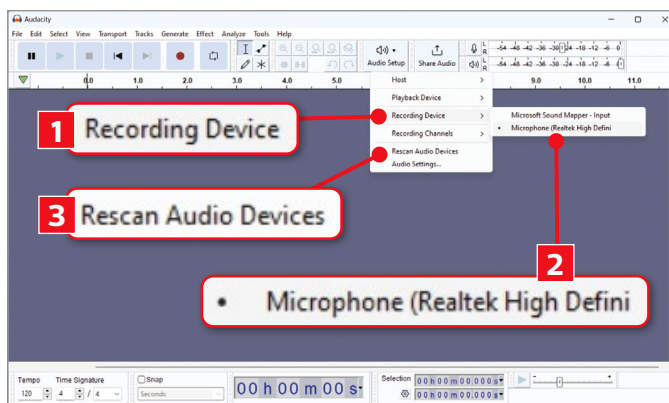 Audacity
File Edit Select View Transport Tracks Generate Effect Analyze Tools Help
Audio Setup Share Audio
L R -54 -48 -42 -36 -30 -24 -18 -12 -6 0
L R -54 -48 -42 -36 -30 -24 -18 -12 -6 0
0.0 1.0 2.0 3.0 4.0 5.0 9.0 10.0 11.0
Host
Playback Device
Recording Device
Recording Channels
Rescan Audio Devices
Audio Settings...
Microsoft Sound Mapper - Input
• Microphone (Realtek High Defini
1 Recording Device
3 Rescan Audio Devices
2
• Microphone (Realtek High Defini
Tempo Time Signature Snap
120 4 / 4 Seconds
00 h 00 m 00 s
Selection 00 h 00 m 00.000 s
00 h 00 m 00.000 s